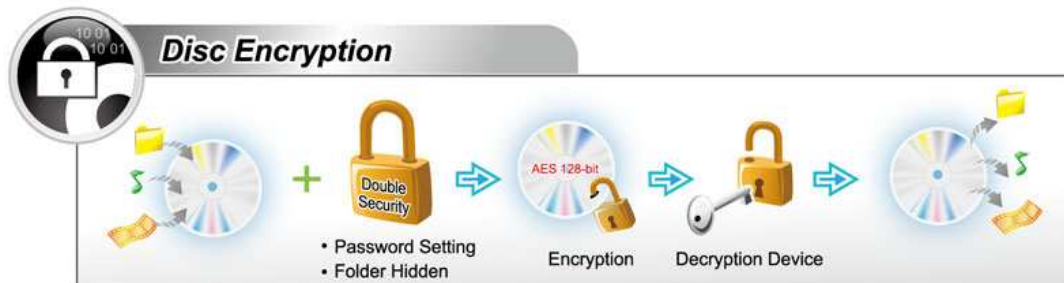 10 01
10 01
Disc Encryption
Double
Security
• Password Setting
• Folder Hidden
AES 128-bit
Encryption
Decryption Device